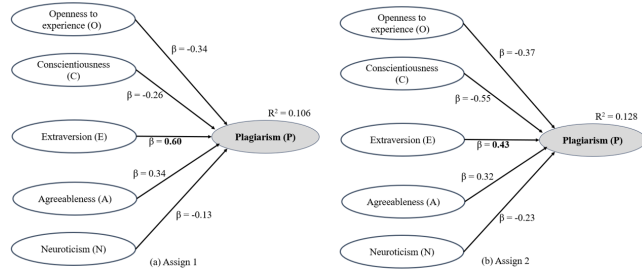 Openness to
experience (O)
β = -0.34
Conscientiousness
(C)
β = -0.26
R² = 0.106
Extraversion (E)
β = 0.60
Plagiarism (P)
β = 0.34
Agreeableness (A)
β = -0.13
Neuroticism (N)
(a) Assign 1
Openness to
experience (O)
β = -0.37
Conscientiousness
(C)
β = -0.55
R² = 0.128
Extraversion (E)
β = 0.43
Plagiarism (P)
β = 0.32
Agreeableness (A)
β = -0.23
Neuroticism (N)
(b) Assign 2